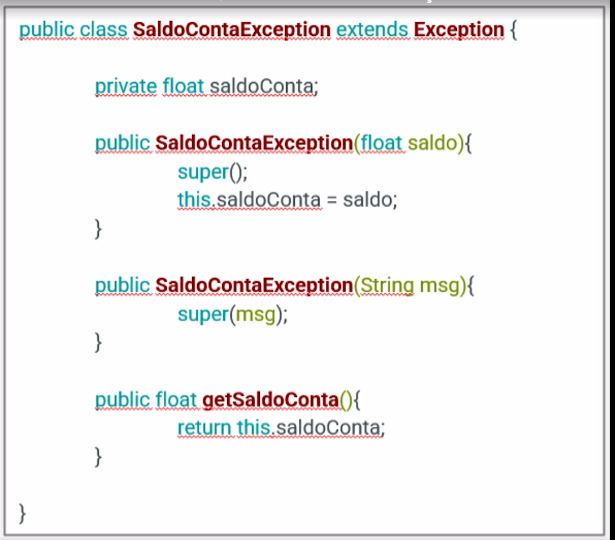 public class SaldoContaException extends Exception {
private float saldoConta;
public SaldoContaException(float saldo){
super();
this.saldoConta = saldo;
}
public SaldoContaException(String msg){
super(msg);
}
public float getSaldoConta(){
return this.saldoConta;
}
}